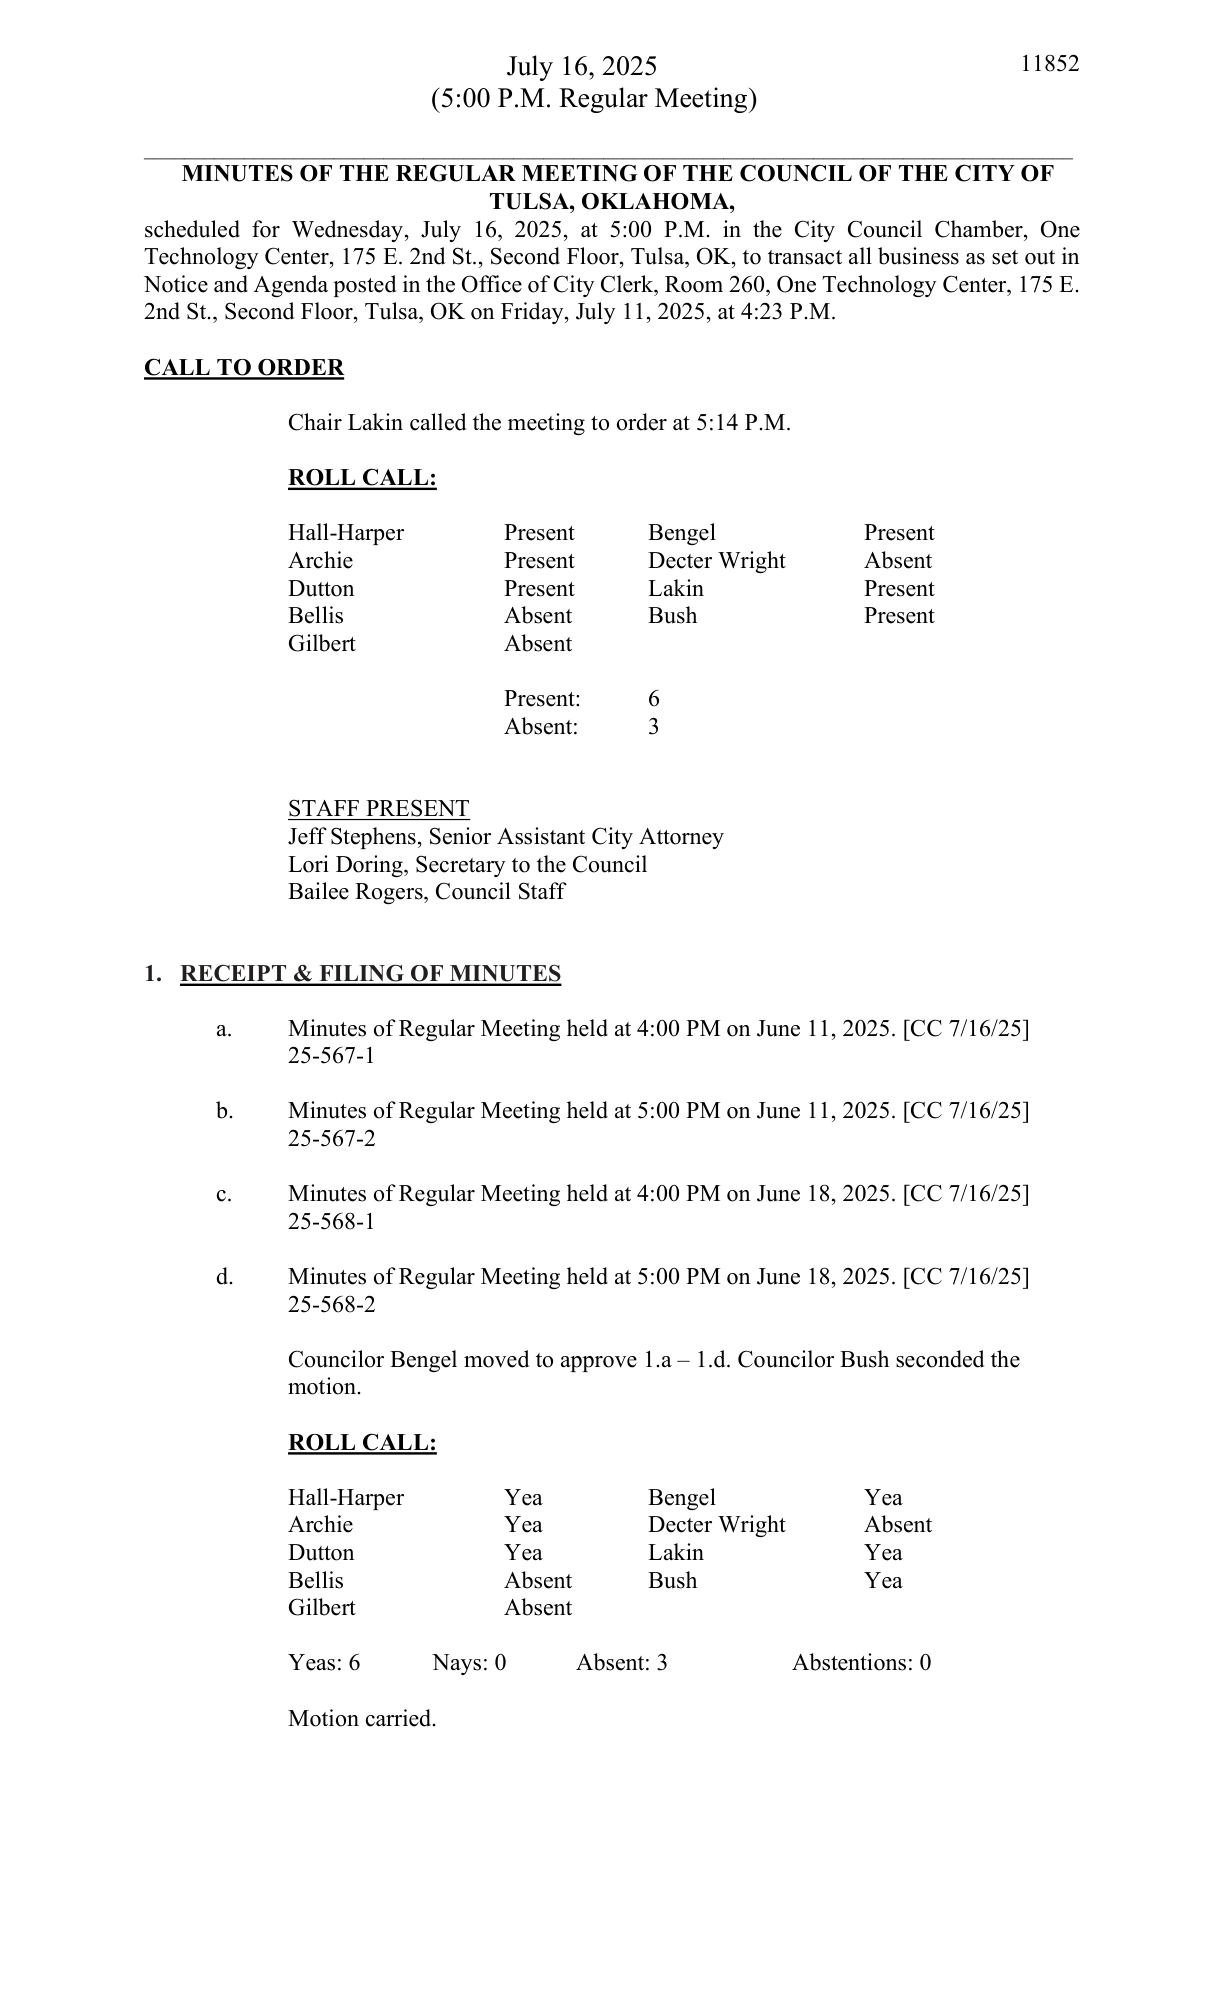 July 16, 2025 11852
(5:00 P.M. Regular Meeting)
MINUTES OF THE REGULAR MEETING OF THE COUNCIL OF THE CITY OF
TULSA, OKLAHOMA,
scheduled for Wednesday, July 16, 2025, at 5:00 P.M. in the City Council Chamber, One
Technology Center, 175 E. 2nd St., Second Floor, Tulsa, OK, to transact all business as set out in
Notice and Agenda posted in the Office of City Clerk, Room 260, One Technology Center, 175 E.
2nd St., Second Floor, Tulsa, OK on Friday, July 11, 2025, at 4:23 P.M.
CALL TO ORDER
Chair Lakin called the meeting to order at 5:14 P.M.
ROLL CALL:
Hall-Harper Present Bengel Present
Archie Present Decter Wright Absent
Dutton Present Lakin Present
Bellis Absent Bush Present
Gilbert Absent
Present: 6
Absent: 3
STAFF PRESENT
Jeff Stephens, Senior Assistant City Attorney
Lori Doring, Secretary to the Council
Bailee Rogers, Council Staff
1. RECEIPT & FILING OF MINUTES
a. Minutes of Regular Meeting held at 4:00 PM on June 11, 2025. [CC 7/16/25]
25-567-1
b. Minutes of Regular Meeting held at 5:00 PM on June 11, 2025. [CC 7/16/25]
25-567-2
c. Minutes of Regular Meeting held at 4:00 PM on June 18, 2025. [CC 7/16/25]
25-568-1
d. Minutes of Regular Meeting held at 5:00 PM on June 18, 2025. [CC 7/16/25]
25-568-2
Councilor Bengel moved to approve 1.a – 1.d. Councilor Bush seconded the
motion.
ROLL CALL:
Hall-Harper Yea Bengel Yea
Archie Yea Decter Wright Absent
Dutton Yea Lakin Yea
Bellis Absent Bush Yea
Gilbert Absent
Yeas: 6 Nays: 0 Absent: 3 Abstentions: 0
Motion carried.